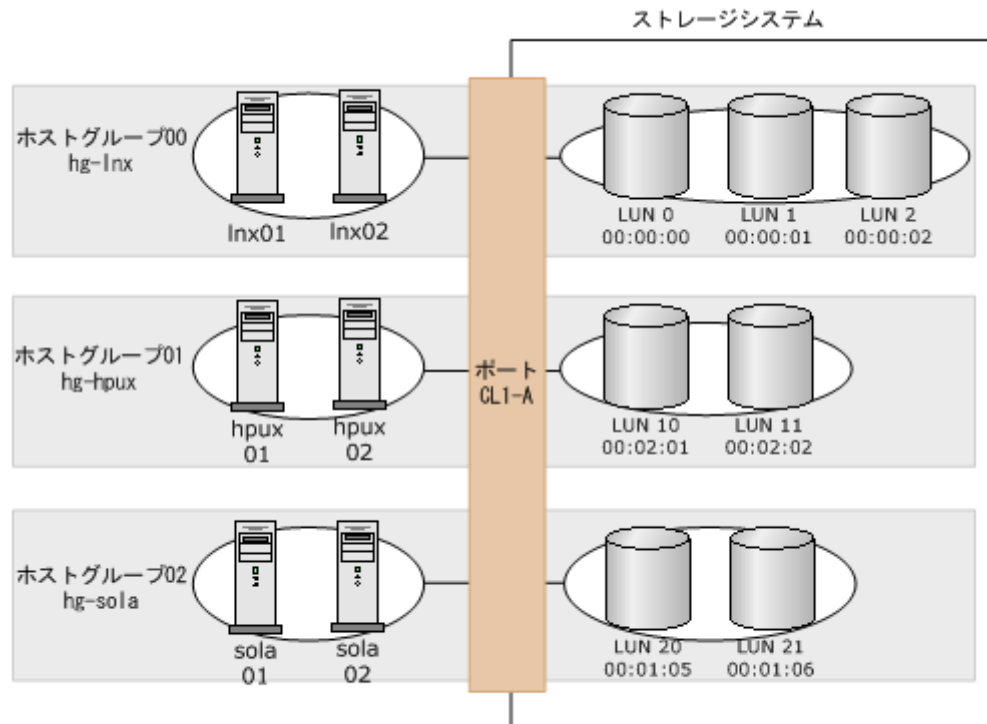 ストレージシステム
ホストグループ00
hg-lnx
lnx01
lnx02
LUN 0
00:00:00
LUN 1
00:00:01
LUN 2
00:00:02
ホストグループ01
hg-hpux
hpux
01
hpux
02
ポート
CL1-A
LUN 10
00:02:01
LUN 11
00:02:02
ホストグループ02
hg-sola
sola
01
sola
02
LUN 20
00:01:05
LUN 21
00:01:06